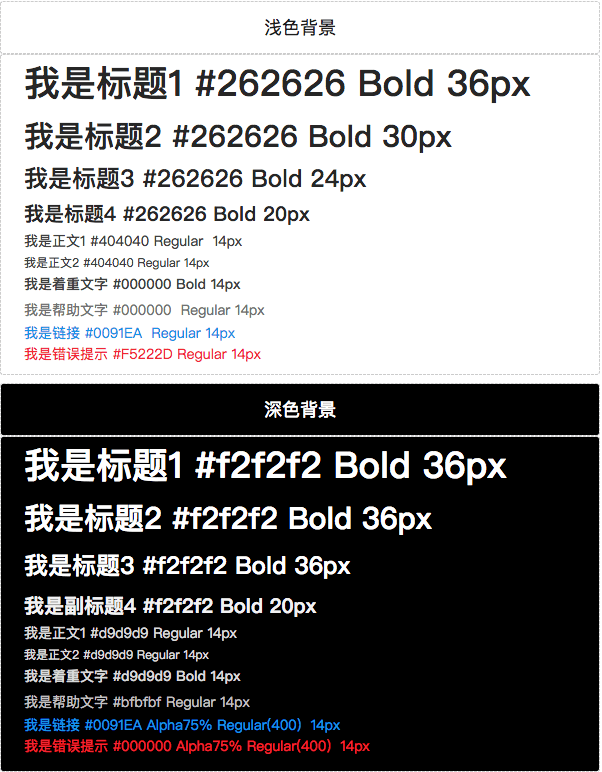 浅色背景
我是标题1 #262626 Bold 36px
我是标题2 #262626 Bold 30px
我是标题3 #262626 Bold 24px
我是标题4 #262626 Bold 20px
我是正文1 #404040 Regular  14px
我是正文2 #404040 Regular 14px
我是着重文字 #000000 Bold 14px
我是帮助文字 #000000  Regular 14px
我是链接 #0091EA  Regular 14px
我是错误提示 #F5222D Regular 14px
深色背景
我是标题1 #f2f2f2 Bold 36px
我是标题2 #f2f2f2 Bold 36px
我是标题3 #f2f2f2 Bold 36px
我是副标题4 #f2f2f2 Bold 20px
我是正文1 #d9d9d9 Regular 14px
我是正文2 #d9d9d9 Regular 14px
我是着重文字 #d9d9d9 Bold 14px
我是帮助文字 #bfbfbf Regular 14px
我是链接 #0091EA Alpha75% Regular(400）14px
我是错误提示 #000000 Alpha75% Regular(400）14px